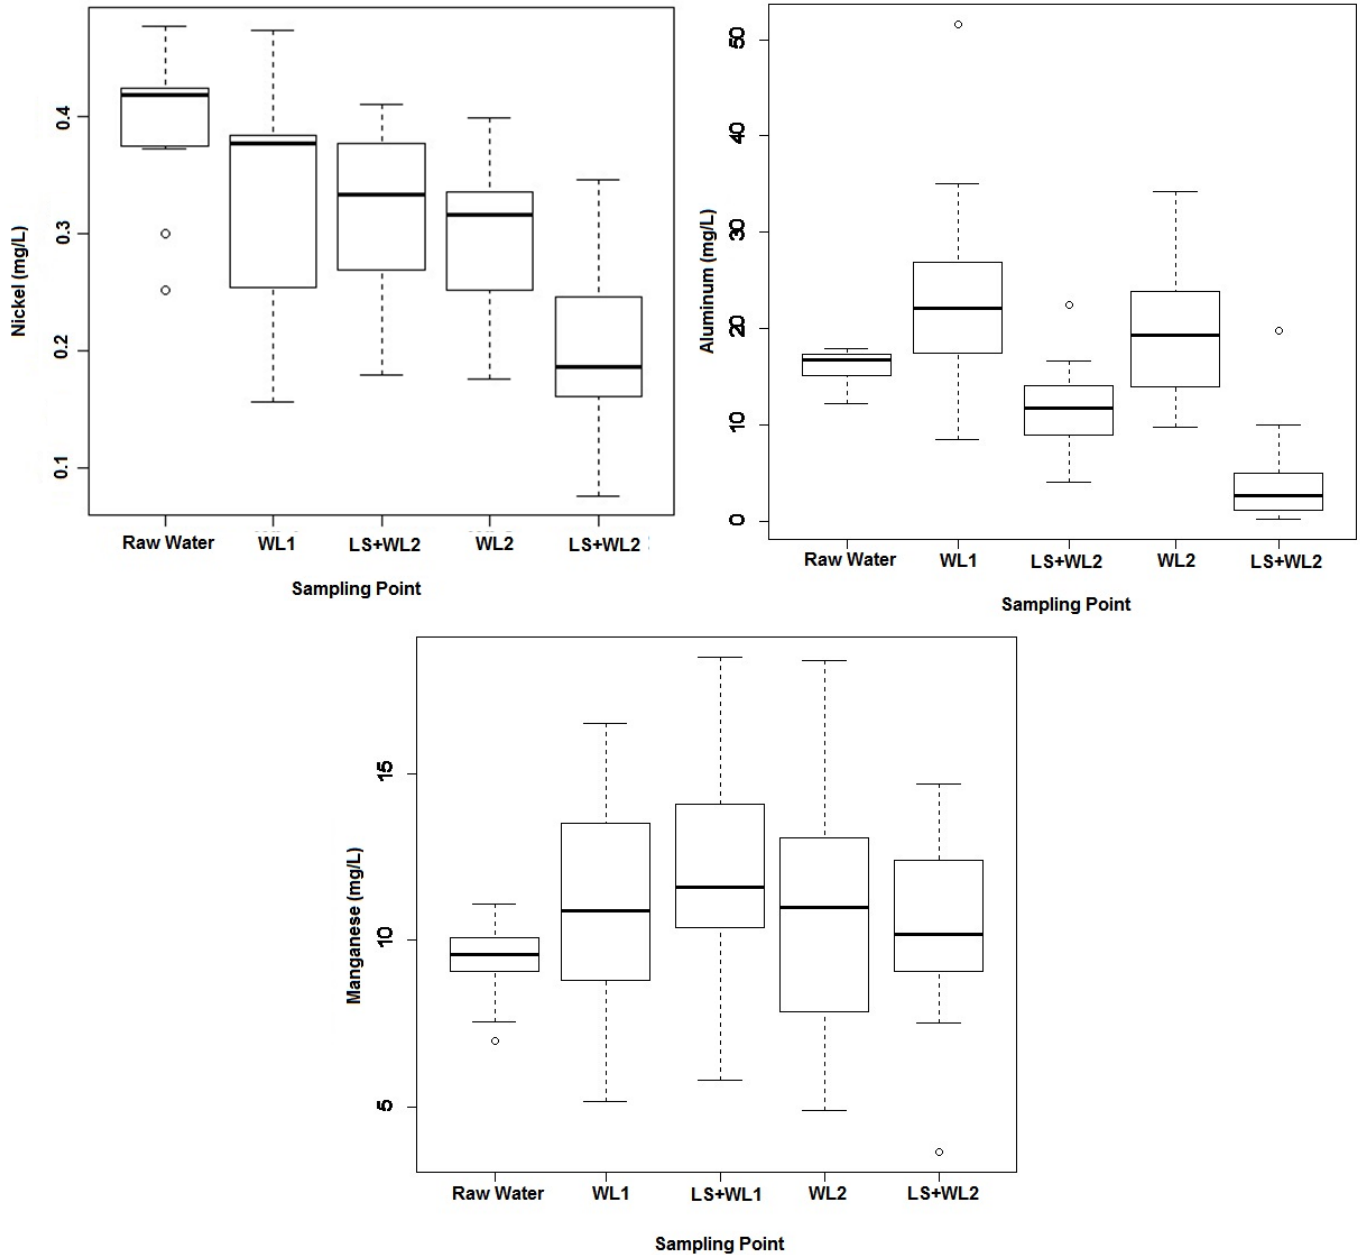 Nickel (mg/L)
0.4
0.3
0.2
0.1
Raw Water WL1 LS+WL2 WL2 LS+WL2
Sampling Point
Aluminum (mg/L)
50
40
30
20
10
0
Raw Water WL1 LS+WL2 WL2 LS+WL2
Sampling Point
Manganese (mg/L)
15
10
5
Raw Water WL1 LS+WL1 WL2 LS+WL2
Sampling Point